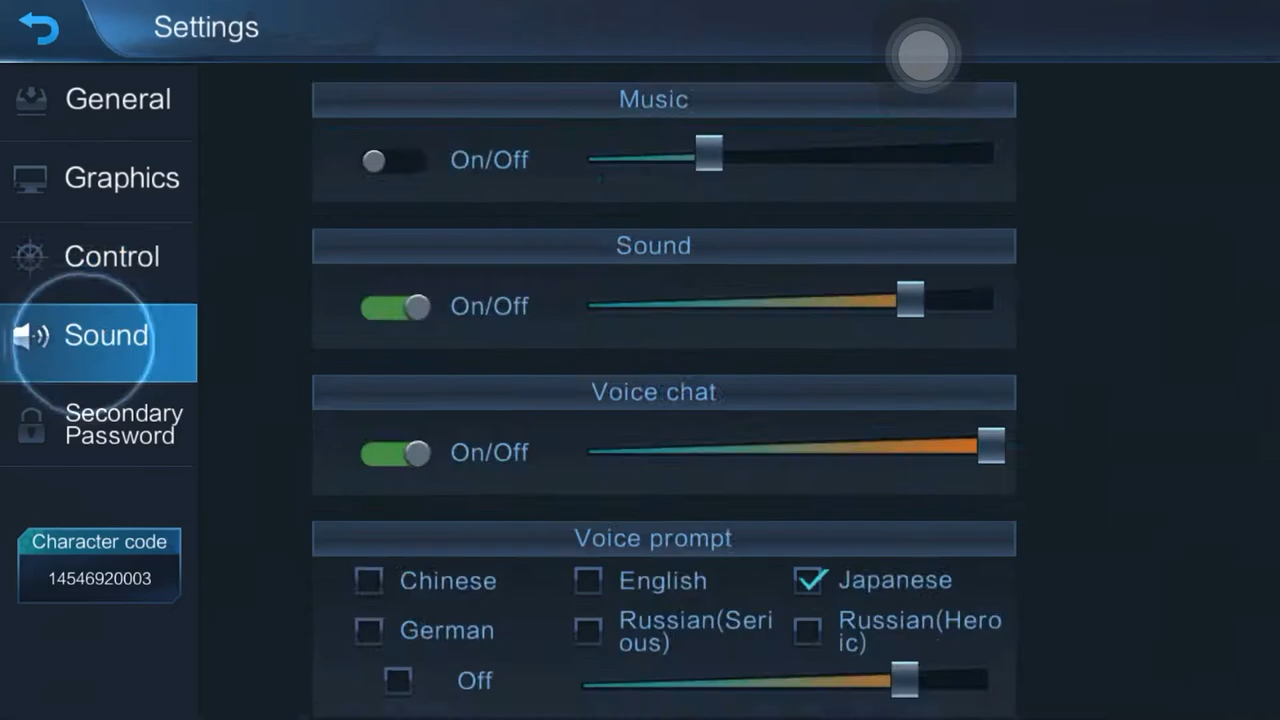 Settings
General
Graphics
Control
Sound
Secondary
Password
Character code
14546920003
Music
On/Off
Sound
On/Off
Voice chat
On/Off
Voice prompt
Chinese
English
Japanese
German
Russian(Seri
ous)
Russian(Hero
ic)
Off